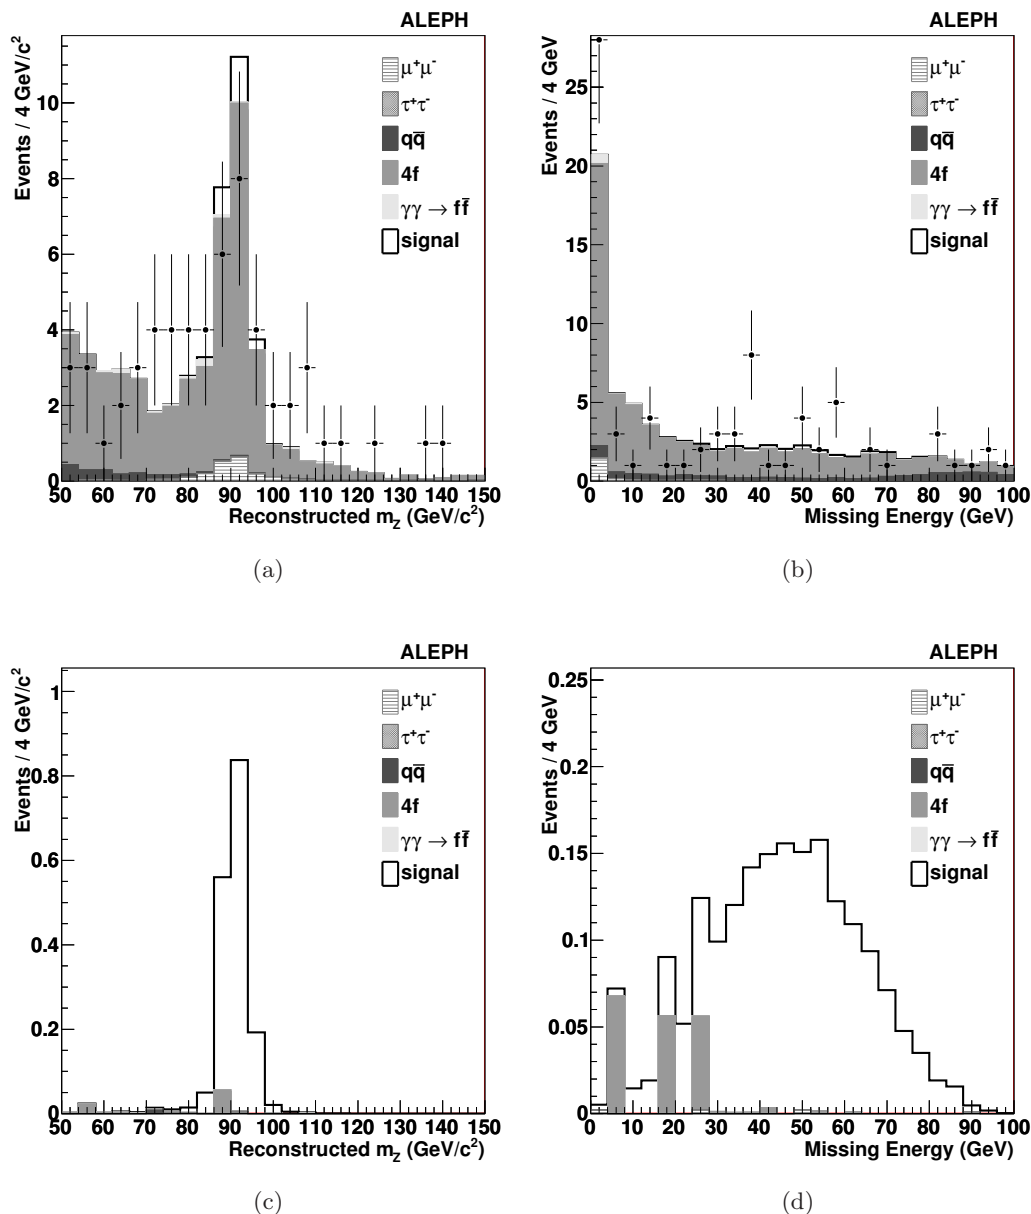 ALEPH
Events / 4 GeV/c²
10
8
6
4
2
0
μ⁺μ⁻
τ⁺τ⁻
qq̅
4f
γγ → ff̅
signal
50 60 70 80 90 100 110 120 130 140 150
Reconstructed m_Z (GeV/c²)
(a)
ALEPH
Events / 4 GeV
25
20
15
10
5
0
μ⁺μ⁻
τ⁺τ⁻
qq̅
4f
γγ → ff̅
signal
0 10 20 30 40 50 60 70 80 90 100
Missing Energy (GeV)
(b)
ALEPH
Events / 4 GeV/c²
1
0.8
0.6
0.4
0.2
0
μ⁺μ⁻
τ⁺τ⁻
qq̅
4f
γγ → ff̅
signal
50 60 70 80 90 100 110 120 130 140 150
Reconstructed m_Z (GeV/c²)
(c)
ALEPH
Events / 4 GeV
0.25
0.2
0.15
0.1
0.05
0
μ⁺μ⁻
τ⁺τ⁻
qq̅
4f
γγ → ff̅
signal
0 10 20 30 40 50 60 70 80 90 100
Missing Energy (GeV)
(d)